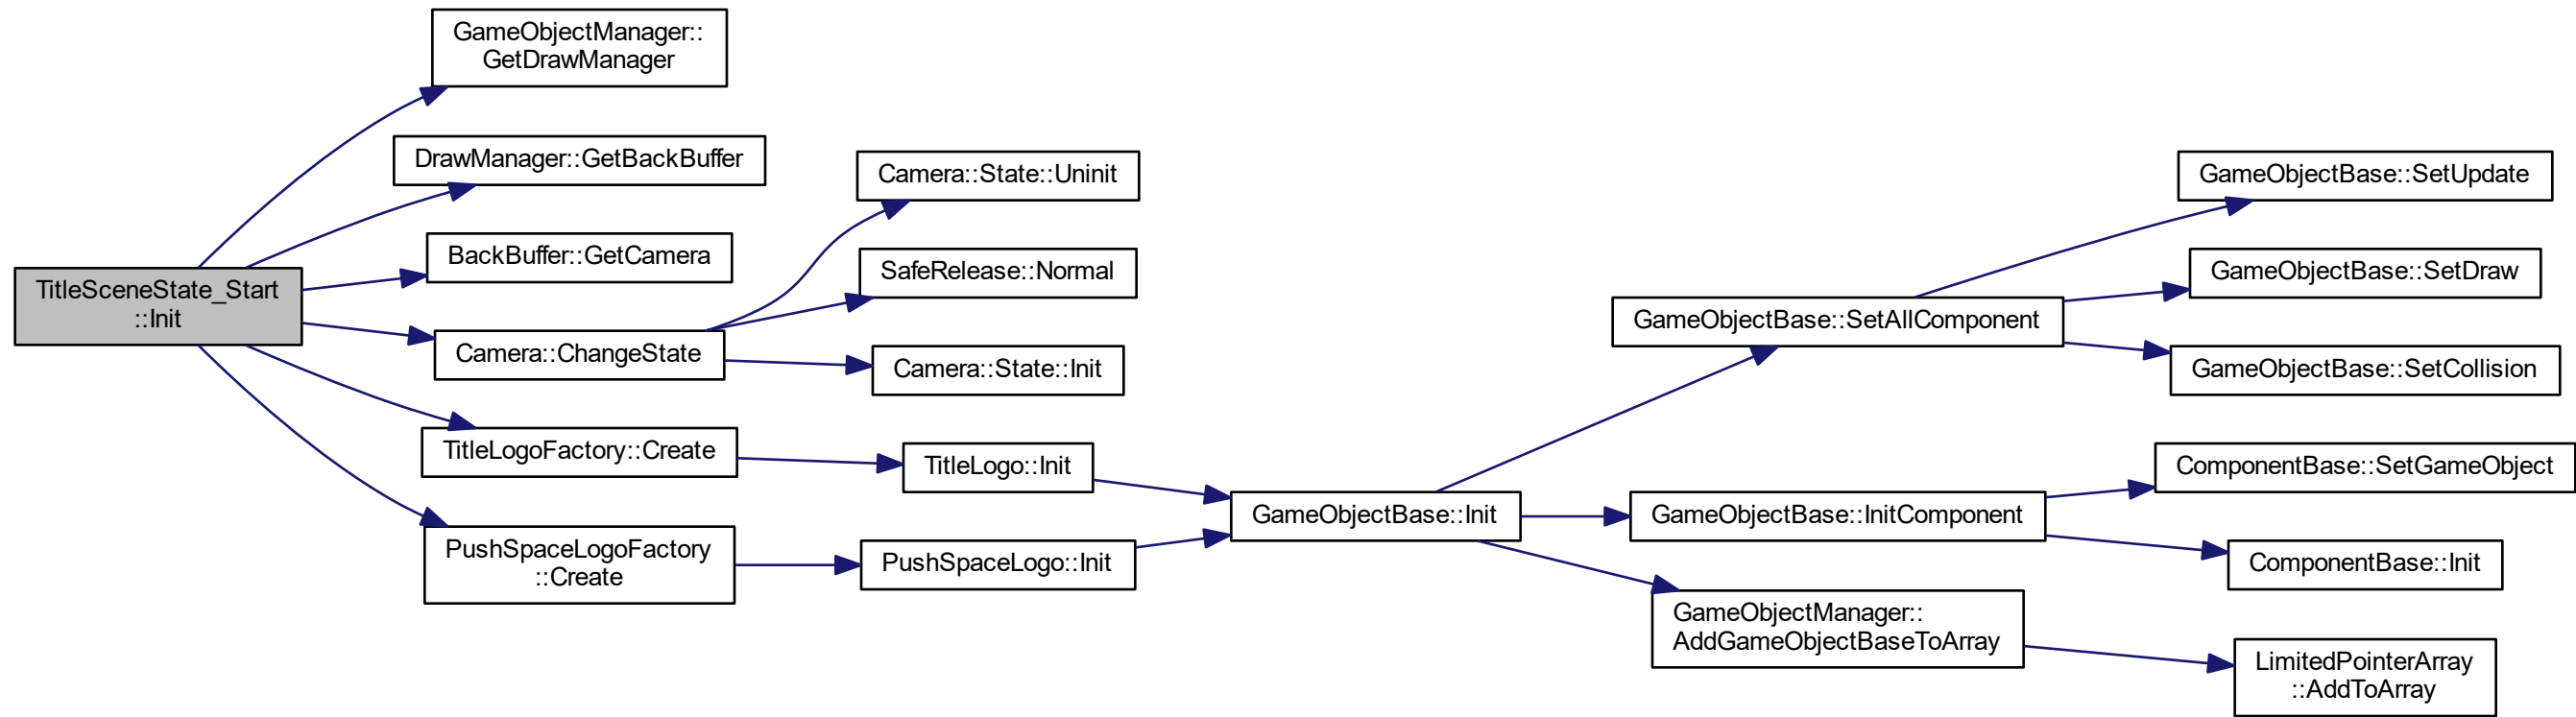 GameObjectManager::
GetDrawManager
DrawManager::GetBackBuffer
BackBuffer::GetCamera
TitleSceneState_Start
::Init
Camera::ChangeState
TitleLogoFactory::Create
PushSpaceLogoFactory
::Create
Camera::State::Uninit
SafeRelease::Normal
Camera::State::Init
TitleLogo::Init
PushSpaceLogo::Init
GameObjectBase::Init
GameObjectBase::SetAllComponent
GameObjectBase::InitComponent
GameObjectManager::
AddGameObjectBaseToArray
GameObjectBase::SetUpdate
GameObjectBase::SetDraw
GameObjectBase::SetCollision
ComponentBase::SetGameObject
ComponentBase::Init
LimitedPointerArray
::AddToArray